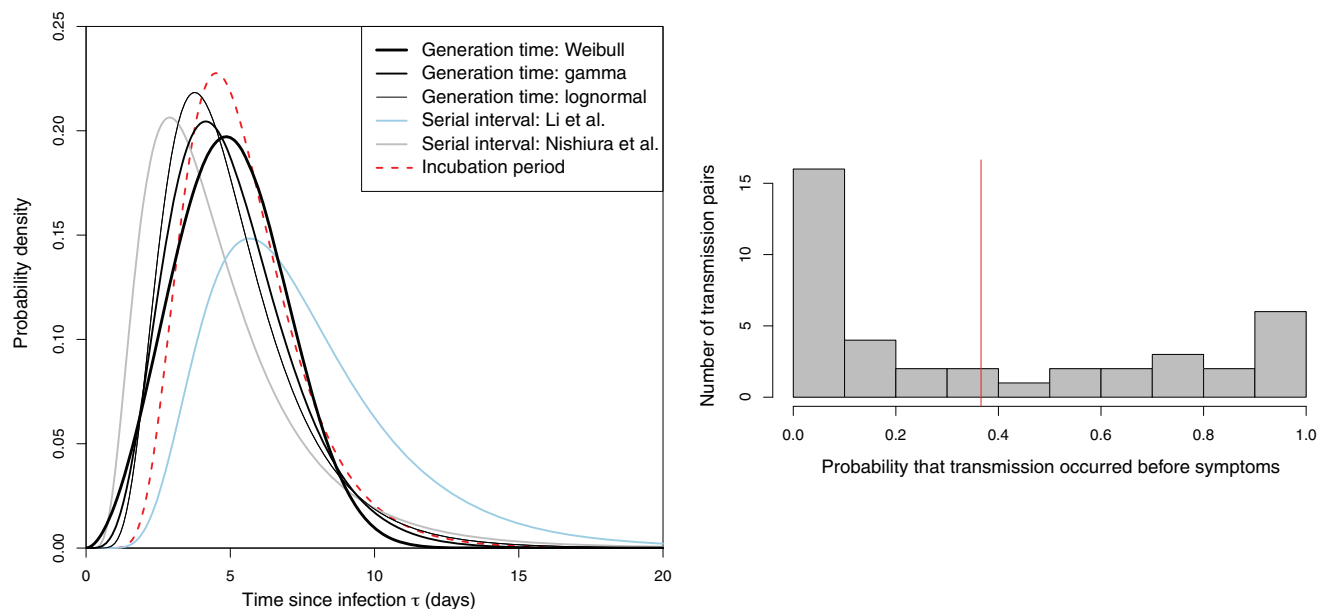 0.25
0.20
0.15
0.10
0.05
0.00
Probability density
0
5
10
15
20
Time since infection τ (days)
Generation time: Weibull
Generation time: gamma
Generation time: lognormal
Serial interval: Li et al.
Serial interval: Nishiura et al.
Incubation period
15
10
5
0
Number of transmission pairs
0.0
0.2
0.4
0.6
0.8
1.0
Probability that transmission occurred before symptoms